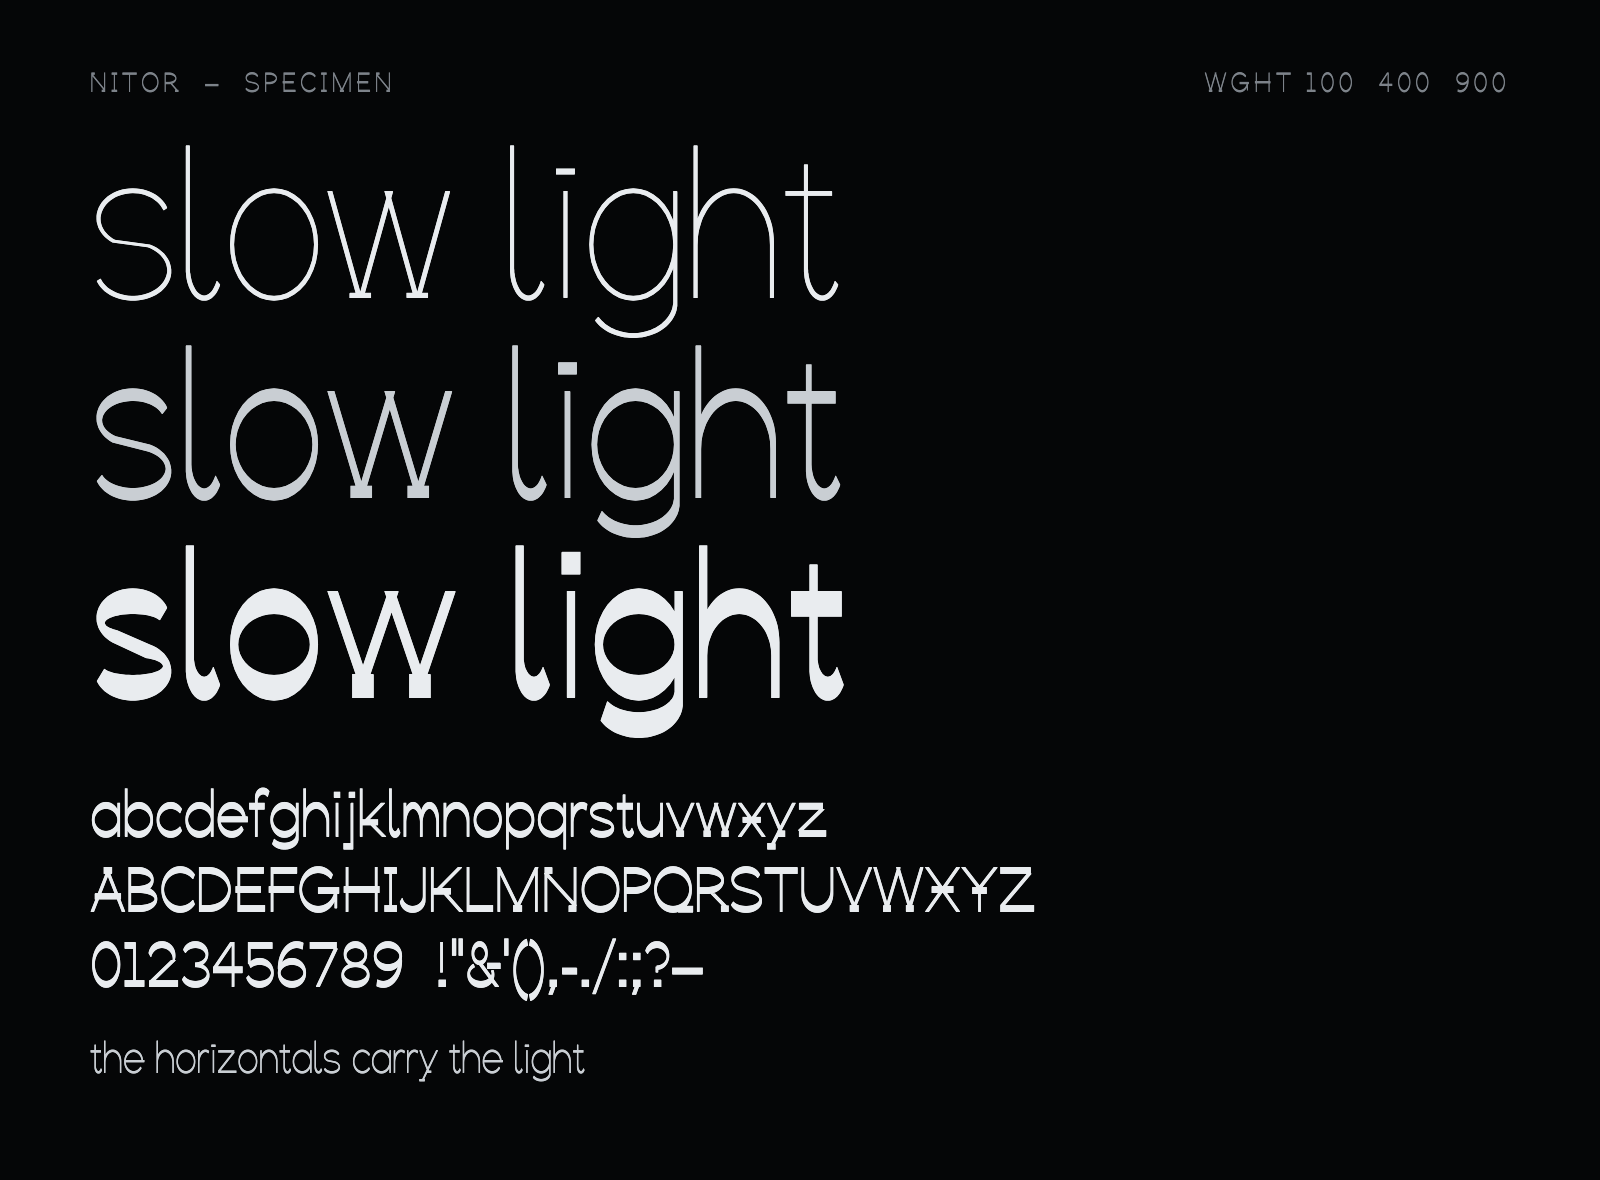 NITOR – SPECIMEN
WGHT 100 400 900
slow light
slow light
slow light
abcdefghijklmnopqrstuvwxyz
ABCDEFGHIJKLMNOPQRSTUVWXYZ
0123456789 !"&'(),-./:;?–
the horizontals carry the light